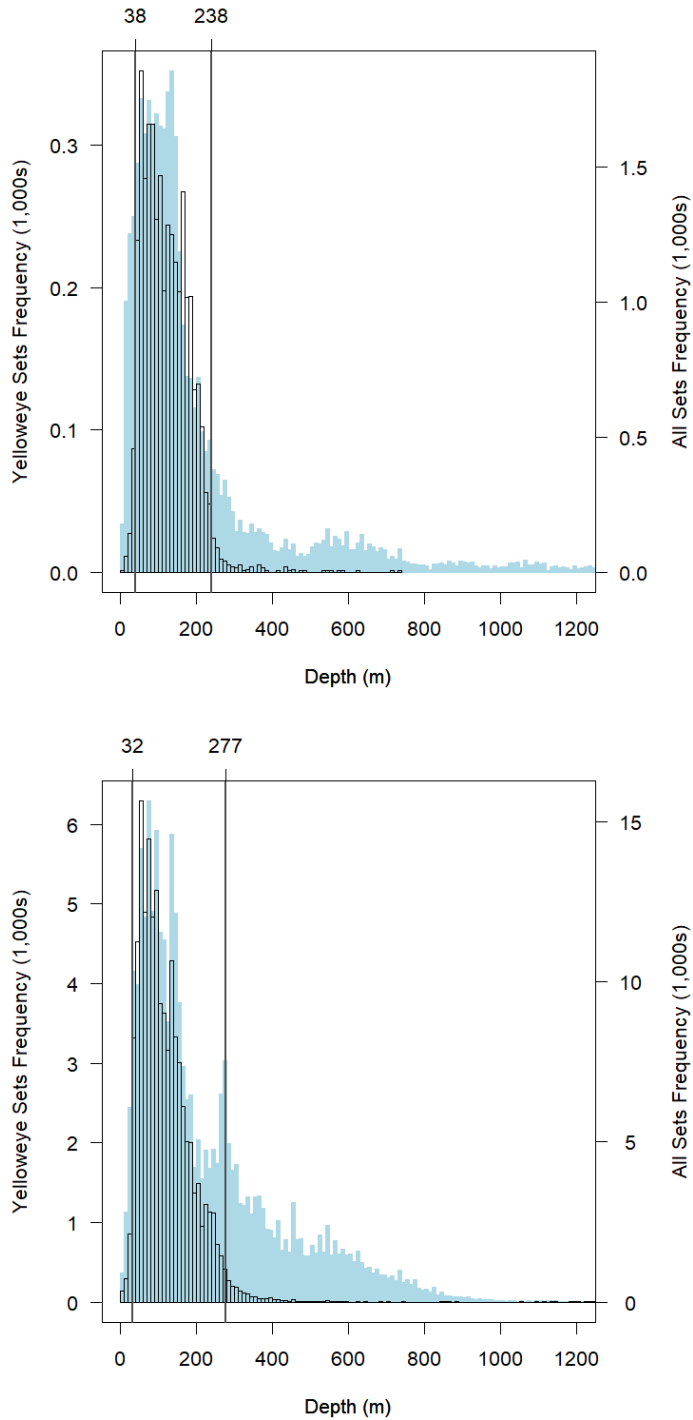 38 238
0.3
0.2
0.1
0.0
Yelloweye Sets Frequency (1,000s)
1.5
1.0
0.5
0.0
All Sets Frequency (1,000s)
0 200 400 600 800 1000 1200
Depth (m)
32 277
6
5
4
3
2
1
0
Yelloweye Sets Frequency (1,000s)
15
10
5
0
All Sets Frequency (1,000s)
0 200 400 600 800 1000 1200
Depth (m)